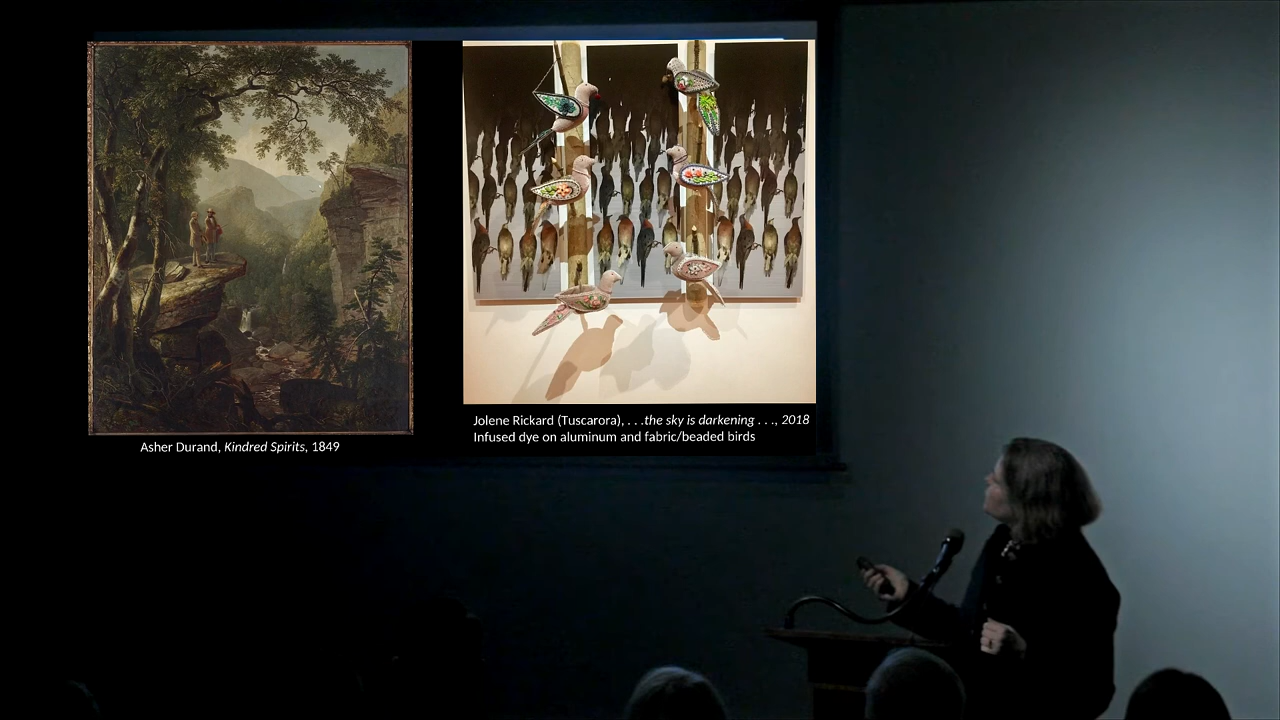 Asher Durand, Kindred Spirits, 1849
Jolene Rickard (Tuscarora), . . .the sky is darkening . . ., 2018
Infused dye on aluminum and fabric/beaded birds